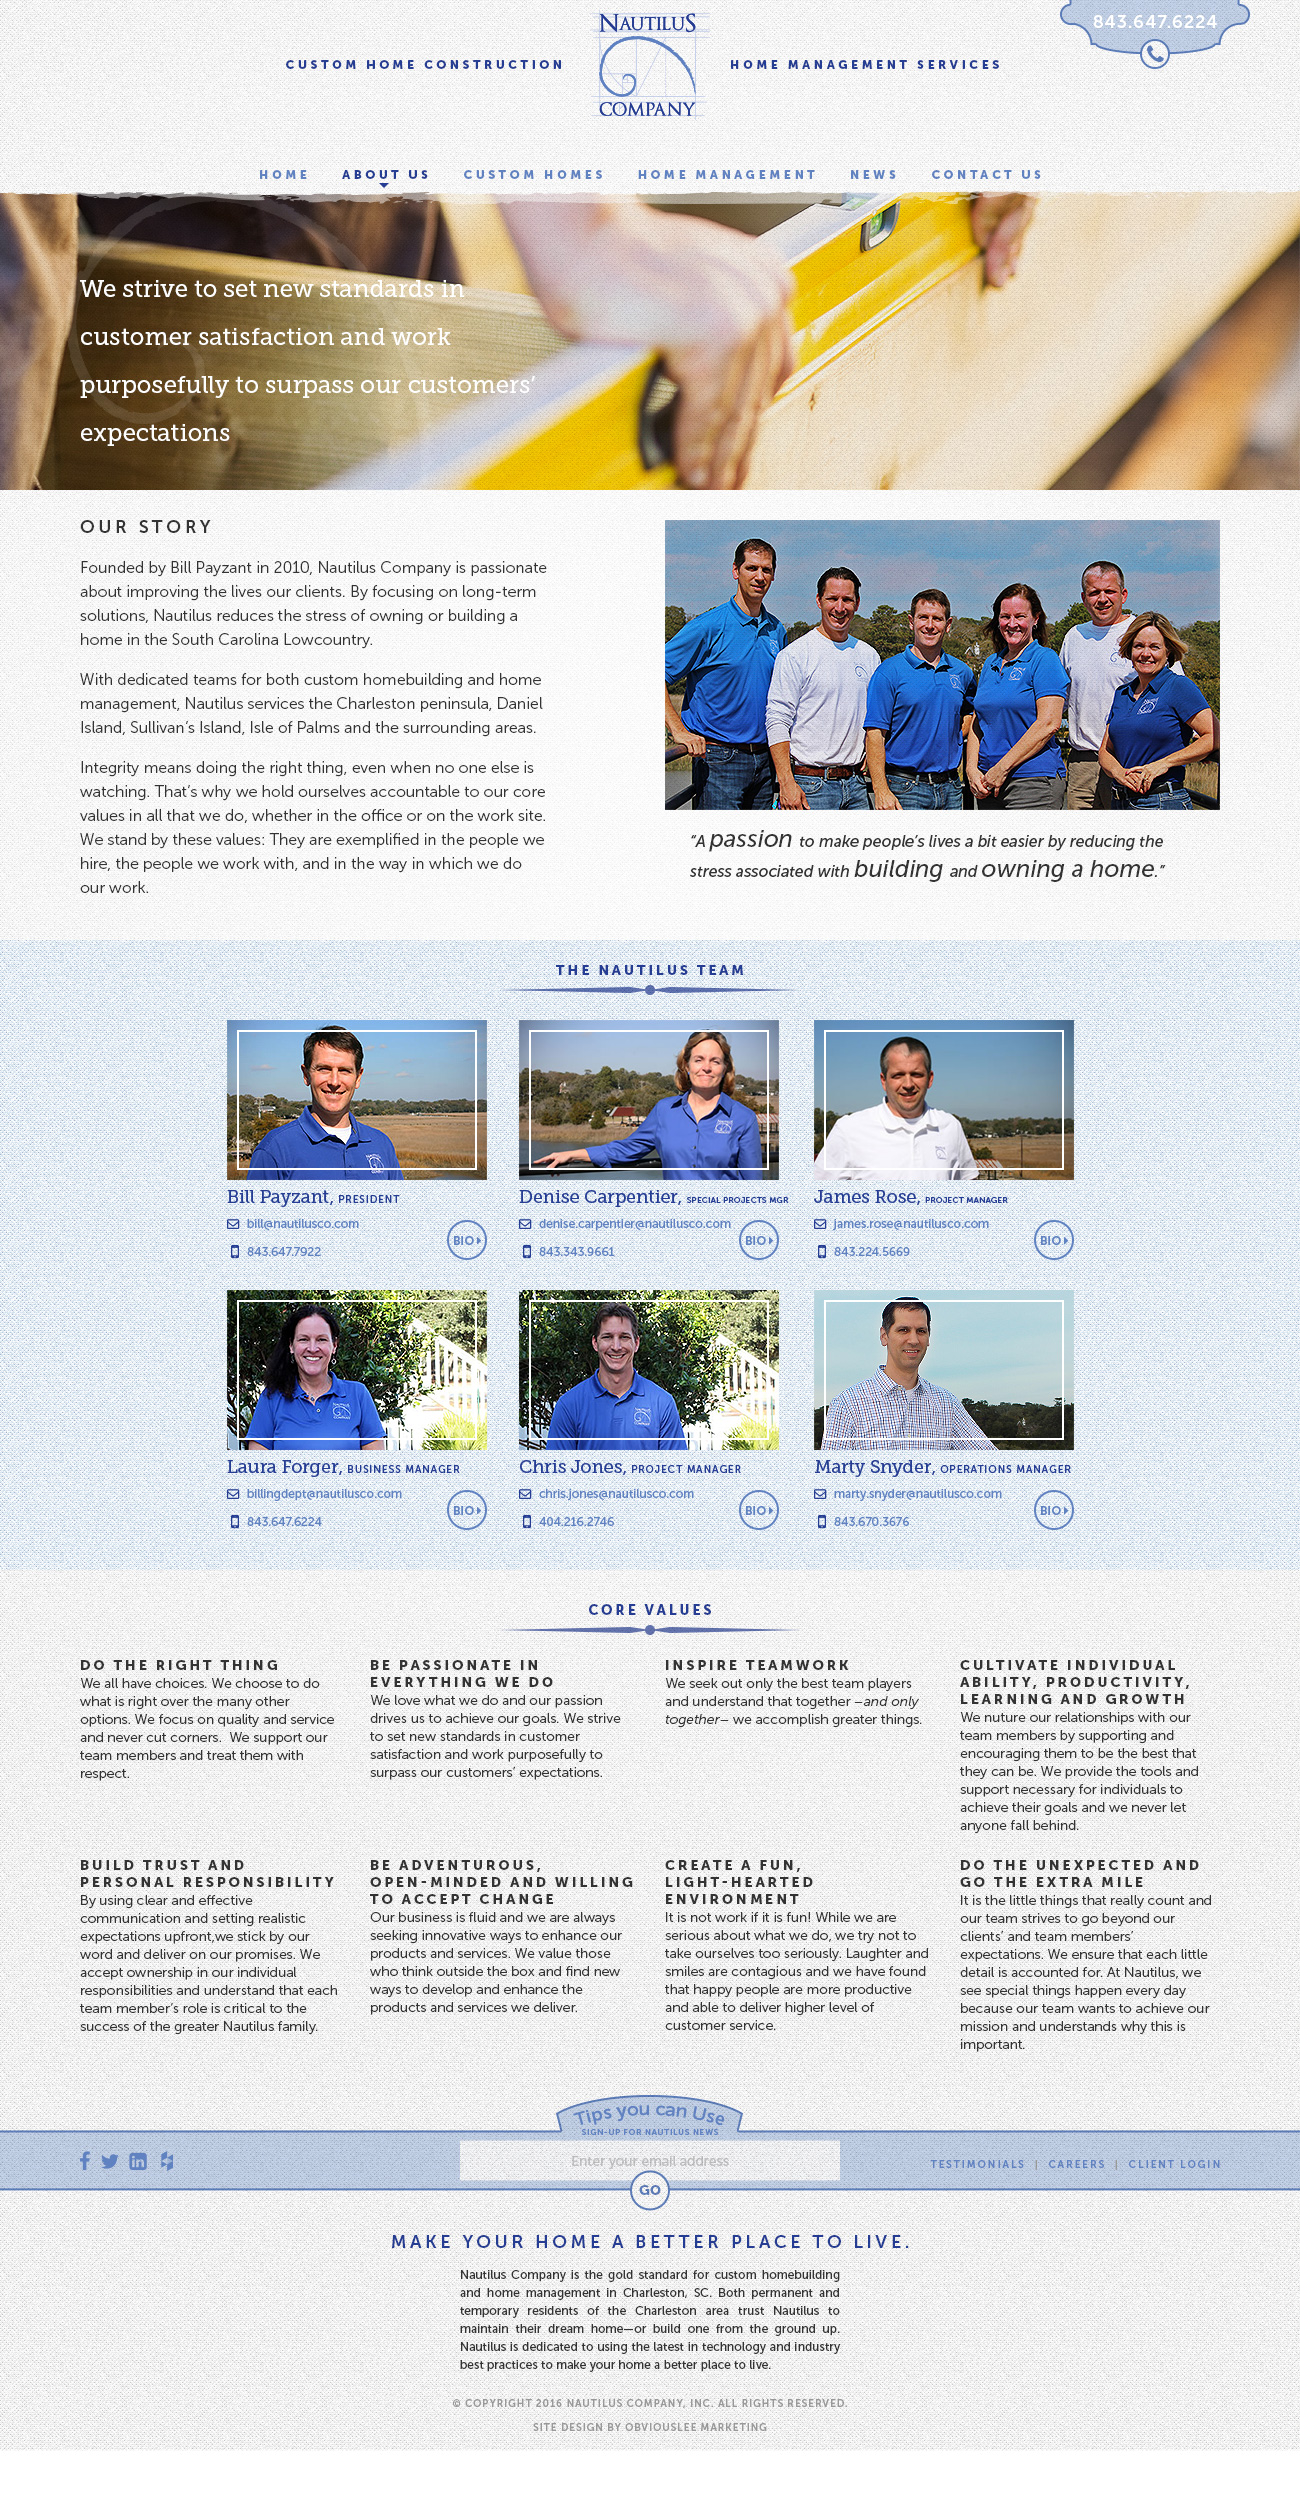 843.647.6224
NAUTILUS
CUSTOM HOME CONSTRUCTION
HOME MANAGEMENT SERVICES
COMPANY
HOME
ABOUT US
CUSTOM HOMES
HOME MANAGEMENT
NEWS
CONTACT US
We strive to set new standards in
customer satisfaction and work
purposefully to surpass our customers’
expectations
OUR STORY
Founded by Bill Payzant in 2010, Nautilus Company is passionate
about improving the lives our clients. By focusing on long-term
solutions, Nautilus reduces the stress of owning or building a
home in the South Carolina Lowcountry.
With dedicated teams for both custom homebuilding and home
management, Nautilus services the Charleston peninsula, Daniel
Island, Sullivan’s Island, Isle of Palms and the surrounding areas.
Integrity means doing the right thing, even when no one else is
watching. That’s why we hold ourselves accountable to our core
values in all that we do, whether in the office or on the work site.
We stand by these values: They are exemplified in the people we
hire, the people we work with, and in the way in which we do
our work.
“A passion to make people’s lives a bit easier by reducing the
stress associated with building and owning a home.”
THE NAUTILUS TEAM
Bill Payzant, PRESIDENT
bill@nautilusco.com
843.647.7922
BIO
Denise Carpentier, SPECIAL PROJECTS MGR
denise.carpentier@nautilusco.com
843.343.9661
BIO
James Rose, PROJECT MANAGER
james.rose@nautilusco.com
843.224.5669
BIO
Laura Forger, BUSINESS MANAGER
billingdept@nautilusco.com
843.647.6224
BIO
Chris Jones, PROJECT MANAGER
chris.jones@nautilusco.com
404.216.2746
BIO
Marty Snyder, OPERATIONS MANAGER
marty.snyder@nautilusco.com
843.670.3676
BIO
CORE VALUES
DO THE RIGHT THING
We all have choices. We choose to do
what is right over the many other
options. We focus on quality and service
and never cut corners.  We support our
team members and treat them with
respect.
BE PASSIONATE IN
EVERYTHING WE DO
We love what we do and our passion
drives us to achieve our goals. We strive
to set new standards in customer
satisfaction and work purposefully to
surpass our customers’ expectations.
INSPIRE TEAMWORK
We seek out only the best team players
and understand that together –and only
together– we accomplish greater things.
CULTIVATE INDIVIDUAL
ABILITY, PRODUCTIVITY,
LEARNING AND GROWTH
We nuture our relationships with our
team members by supporting and
encouraging them to be the best that
they can be. We provide the tools and
support necessary for individuals to
achieve their goals and we never let
anyone fall behind.
BUILD TRUST AND
PERSONAL RESPONSIBILITY
By using clear and effective
communication and setting realistic
expectations upfront,we stick by our
word and deliver on our promises. We
accept ownership in our individual
responsibilities and understand that each
team member’s role is critical to the
success of the greater Nautilus family.
BE ADVENTUROUS,
OPEN-MINDED AND WILLING
TO ACCEPT CHANGE
Our business is fluid and we are always
seeking innovative ways to enhance our
products and services. We value those
who think outside the box and find new
ways to develop and enhance the
products and services we deliver.
CREATE A FUN,
LIGHT-HEARTED
ENVIRONMENT
It is not work if it is fun! While we are
serious about what we do, we try not to
take ourselves too seriously. Laughter and
smiles are contagious and we have found
that happy people are more productive
and able to deliver higher level of
customer service.
DO THE UNEXPECTED AND
GO THE EXTRA MILE
It is the little things that really count and
our team strives to go beyond our
clients’ and team members’
expectations. We ensure that each little
detail is accounted for. At Nautilus, we
see special things happen every day
because our team wants to achieve our
mission and understands why this is
important.
Tips you can Use
SIGN-UP FOR NAUTILUS NEWS
Enter your email address
GO
TESTIMONIALS | CAREERS | CLIENT LOGIN
MAKE YOUR HOME A BETTER PLACE TO LIVE.
Nautilus Company is the gold standard for custom homebuilding
and home management in Charleston, SC. Both permanent and
temporary residents of the Charleston area trust Nautilus to
maintain their dream home—or build one from the ground up.
Nautilus is dedicated to using the latest in technology and industry
best practices to make your home a better place to live.
© COPYRIGHT 2016 NAUTILUS COMPANY, INC. ALL RIGHTS RESERVED.
SITE DESIGN BY OBVIOUSLEE MARKETING